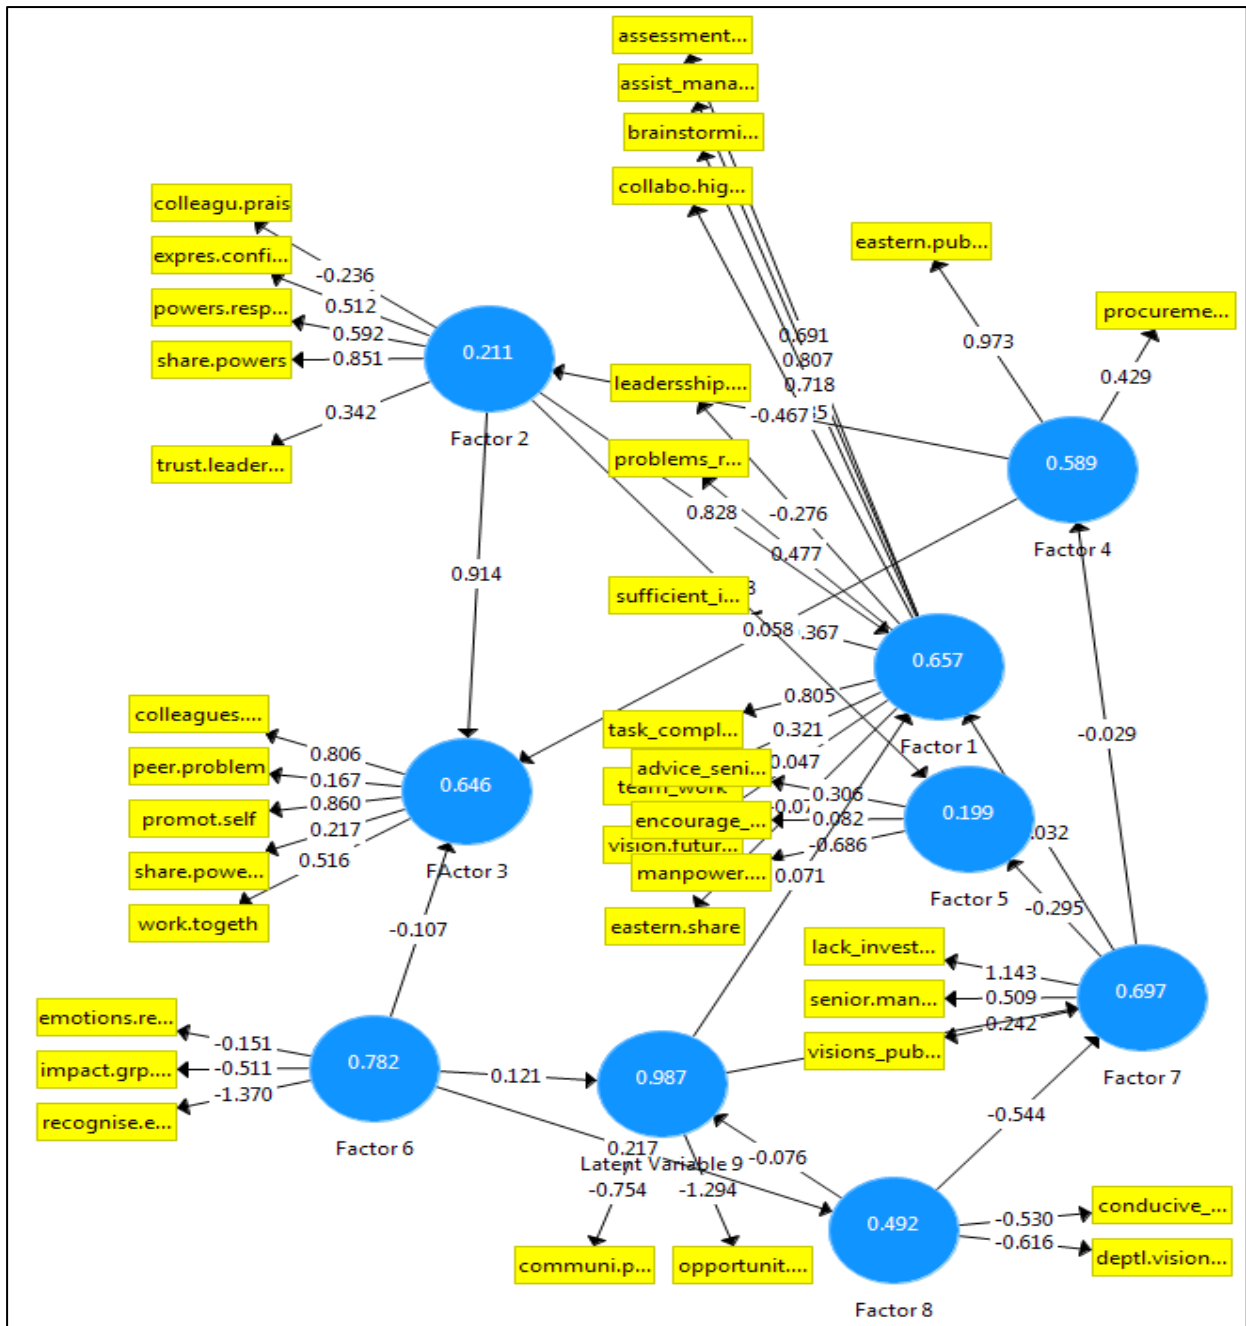 assessment...
assist_mana...
brainstormi...
collabo.hig...
colleagu.prais
expres.confi...
powers.resp...
share.powers
trust.leader...
-0.236
0.512
0.592
0.851
0.342
0.211
Factor 2
eastern.pub...
procureme...
0.973
0.429
0.589
Factor 4
0.691
0.807
0.718
leadersship....
-0.467
problems_r...
0.828
-0.276
0.477
0.914
sufficient_i...
0.058
0.657
Factor 1
colleagues....
peer.problem
promot.self
share.powe...
work.togeth
0.806
0.167
0.860
0.217
0.516
0.646
FActor 3
task_compl...
0.805
0.321
advice_seni...
0.047
team_work
0.306
encourage_...
0.082
vision.futur...
-0.686
manpower....
0.071
eastern.share
0.199
Factor 5
-0.029
-0.295
-0.107
lack_invest...
1.143
senior.man...
0.509
visions_pub...
0.242
0.697
Factor 7
emotions.re...
-0.151
impact.grp....
-0.511
recognise.e...
-1.370
0.782
Factor 6
0.121
0.987
Latent Variable 9
0.217
-0.076
-0.544
-0.754
-1.294
communi.p...
opportunit....
0.492
Factor 8
-0.530
conducive_...
-0.616
deptl.vision...